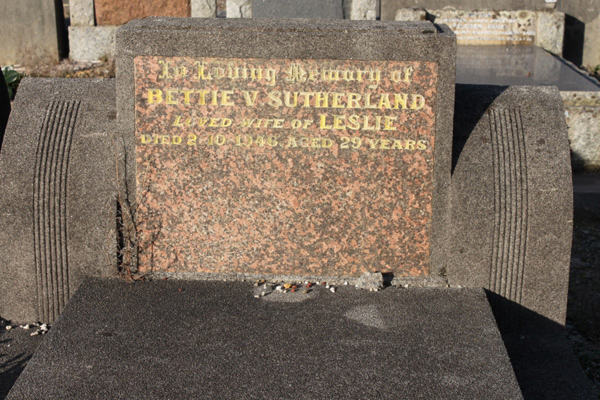 In Loving Memory of
BETTIE V. SUTHERLAND
LOVED WIFE OF LESLIE
DIED 2-10-1946. AGED 29 YEARS